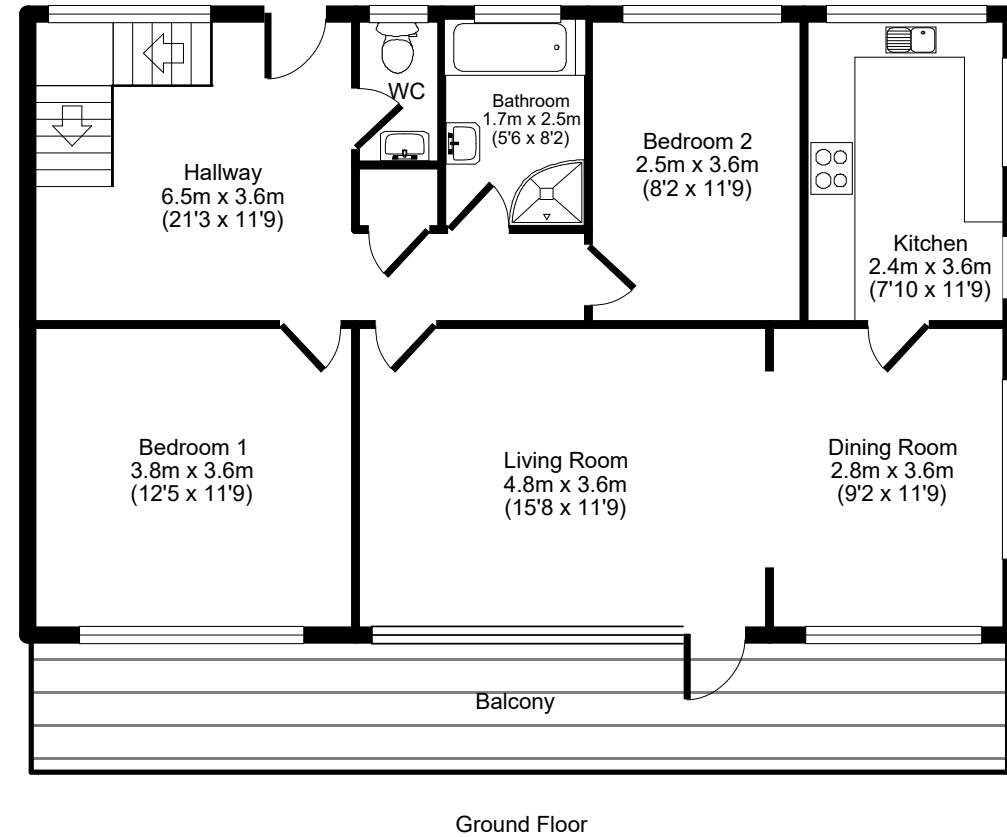 WC
Bathroom
1.7m x 2.5m
(5'6 x 8'2)
Bedroom 2
2.5m x 3.6m
(8'2 x 11'9)
Hallway
6.5m x 3.6m
(21'3 x 11'9)
Kitchen
2.4m x 3.6m
(7'10 x 11'9)
Bedroom 1
3.8m x 3.6m
(12'5 x 11'9)
Living Room
4.8m x 3.6m
(15'8 x 11'9)
Dining Room
2.8m x 3.6m
(9'2 x 11'9)
Balcony
Ground Floor